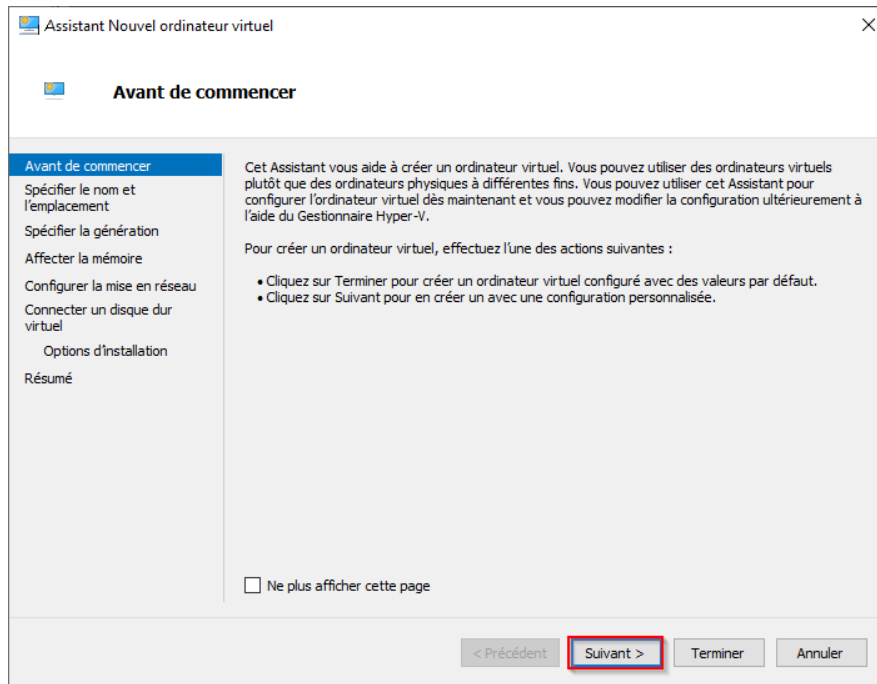 Assistant Nouvel ordinateur virtuel
Avant de commencer
Avant de commencer
Spécifier le nom et
l'emplacement
Spécifier la génération
Affecter la mémoire
Configurer la mise en réseau
Connecter un disque dur
virtuel
Options d'installation
Résumé
Cet Assistant vous aide à créer un ordinateur virtuel. Vous pouvez utiliser des ordinateurs virtuels
plutôt que des ordinateurs physiques à différentes fins. Vous pouvez utiliser cet Assistant pour
configurer l'ordinateur virtuel dès maintenant et vous pouvez modifier la configuration ultérieurement à
l'aide du Gestionnaire Hyper-V.
Pour créer un ordinateur virtuel, effectuez l'une des actions suivantes :
• Cliquez sur Terminer pour créer un ordinateur virtuel configuré avec des valeurs par défaut.
• Cliquez sur Suivant pour en créer un avec une configuration personnalisée.
Ne plus afficher cette page
< Précédent
Suivant >
Terminer
Annuler